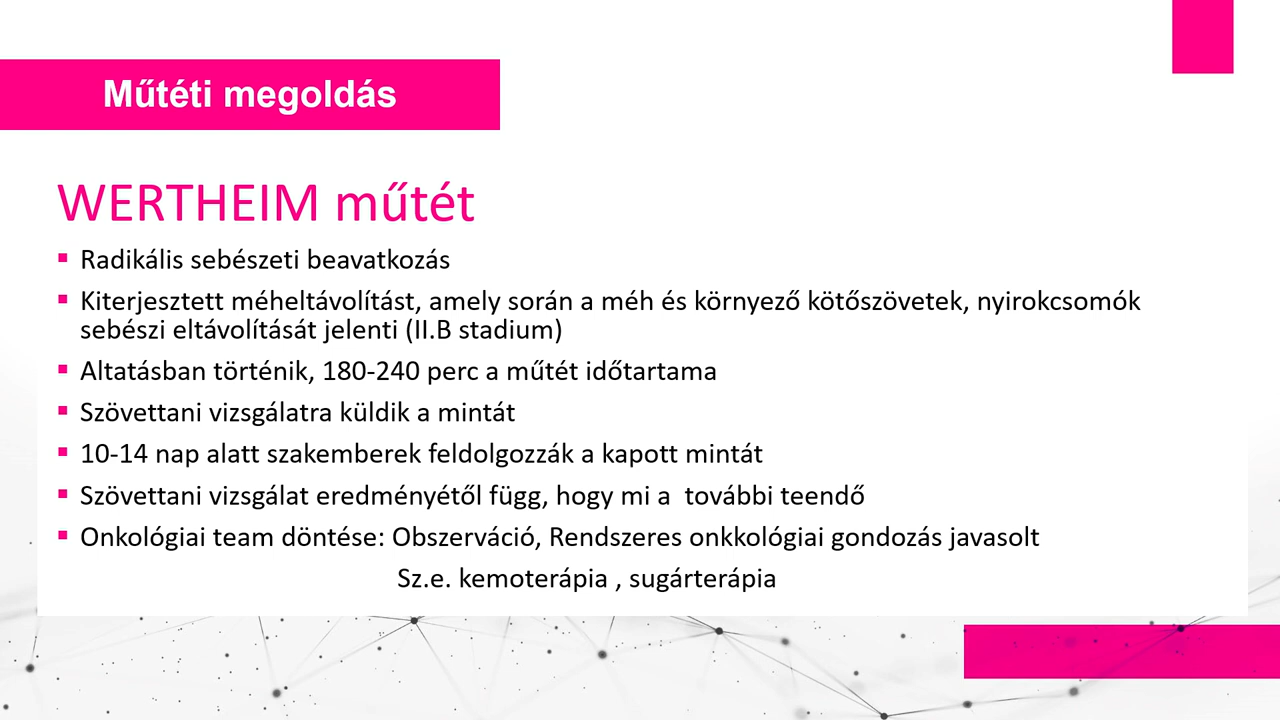 Műtéti megoldás
WERTHEIM műtét
▪ Radikális sebészeti beavatkozás
▪ Kiterjesztett méheltávolítást, amely során a méh és környező kötőszövetek, nyirokcsomók
sebészi eltávolítását jelenti (II.B stadium)
▪ Altatásban történik, 180-240 perc a műtét időtartama
▪ Szövettani vizsgálatra küldik a mintát
▪ 10-14 nap alatt szakemberek feldolgozzák a kapott mintát
▪ Szövettani vizsgálat eredményétől függ, hogy mi a  további teendő
▪ Onkológiai team döntése: Obszerváció, Rendszeres onkkológiai gondozás javasolt
Sz.e. kemoterápia , sugárterápia